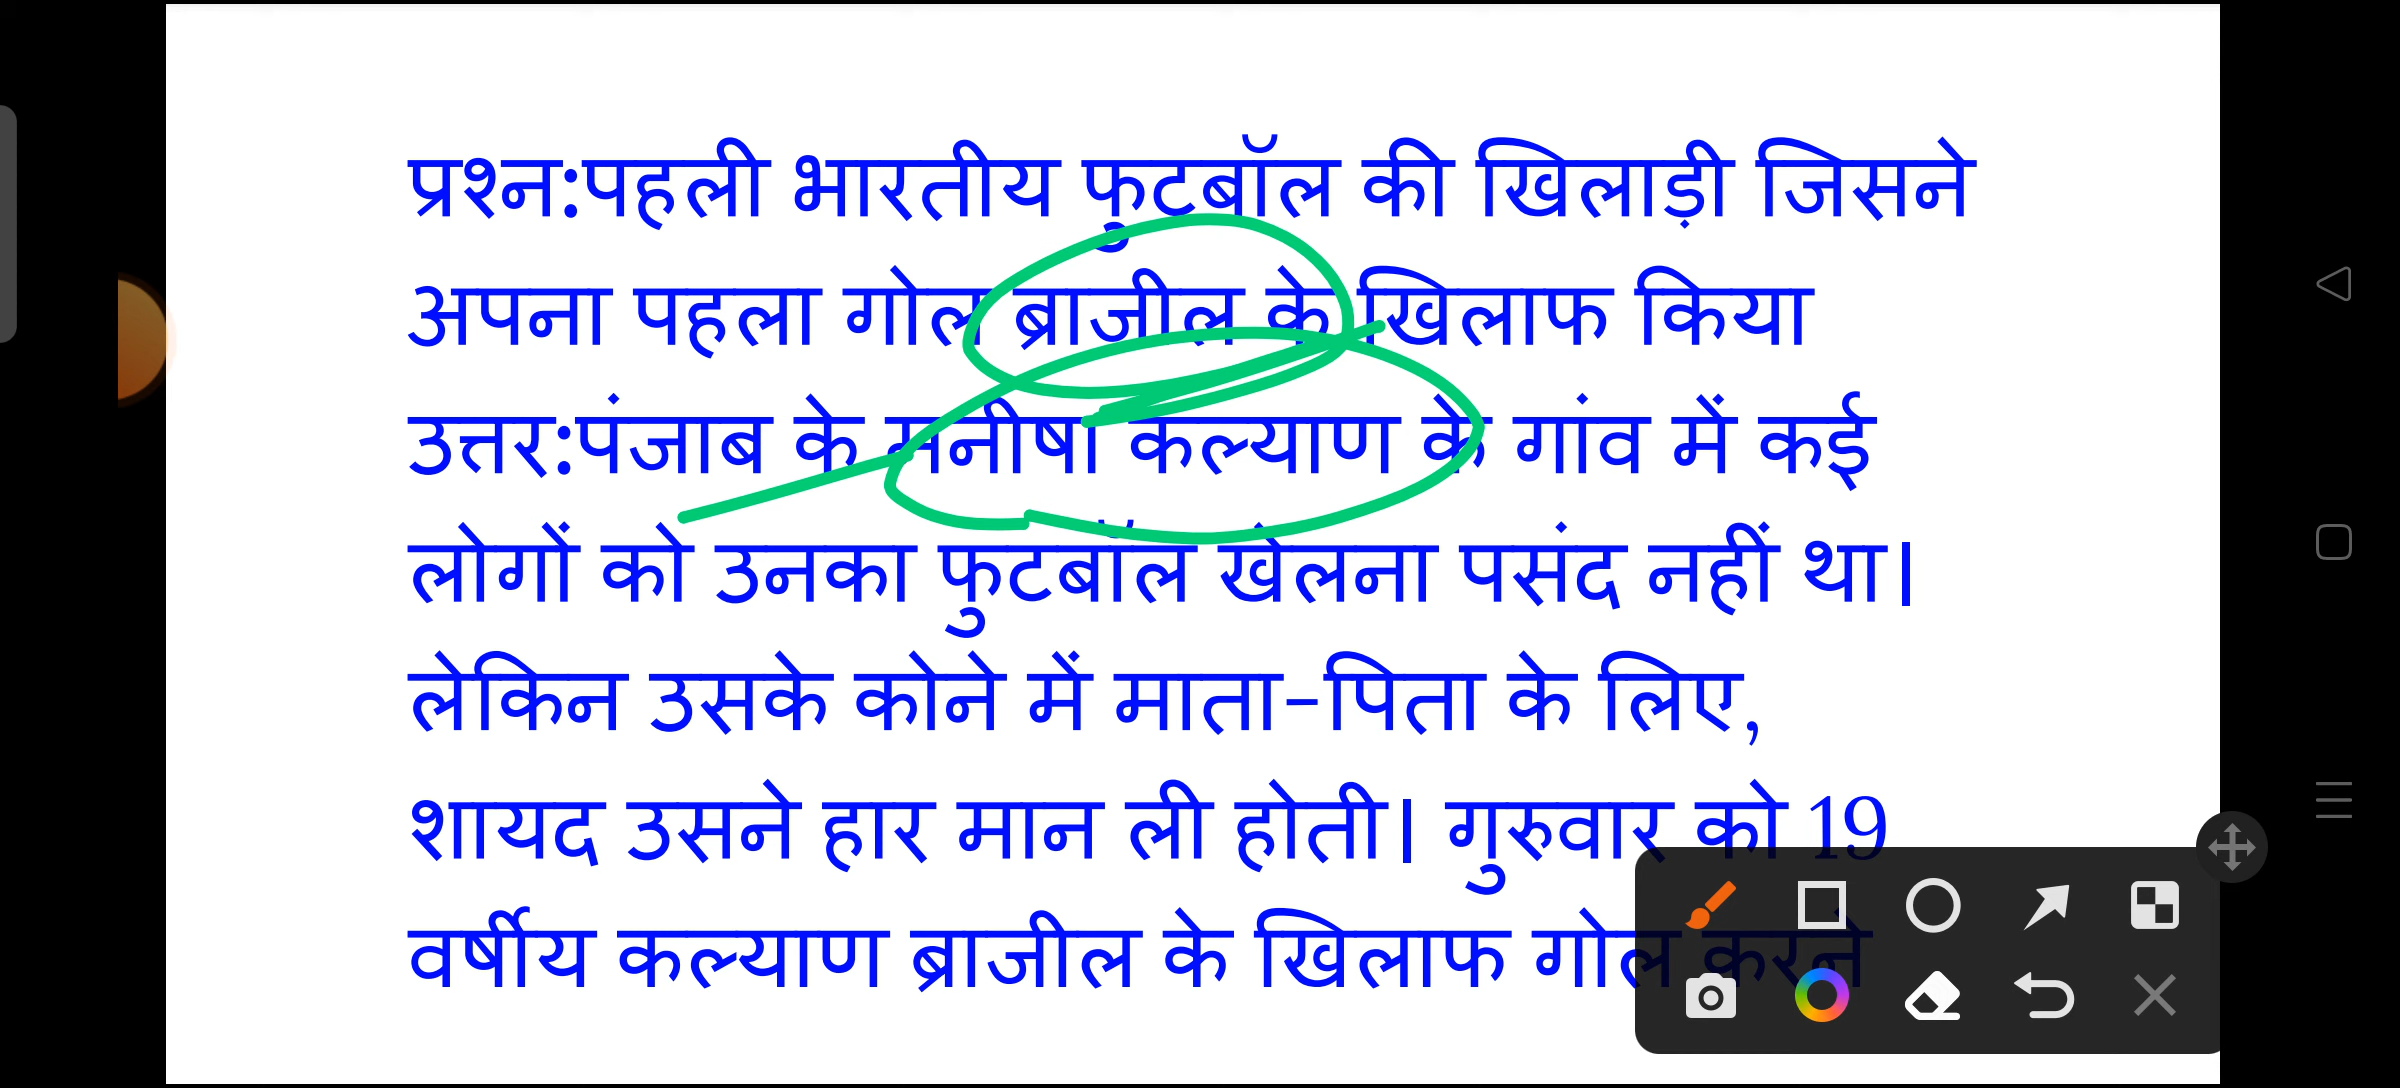 प्रश्न:पहली भारतीय फुटबॉल की खिलाड़ी जिसने
अपना पहला गोल ब्राजील के खिलाफ किया
उत्तर:पंजाब के मनीषा कल्याण के गांव में कई
लोगों को उनका फुटबॉल खेलना पसंद नहीं था।
लेकिन उसके कोने में माता-पिता के लिए,
शायद उसने हार मान ली होती। गुरुवार को 19
वर्षीय कल्याण ब्राजील के खिलाफ गोल करने